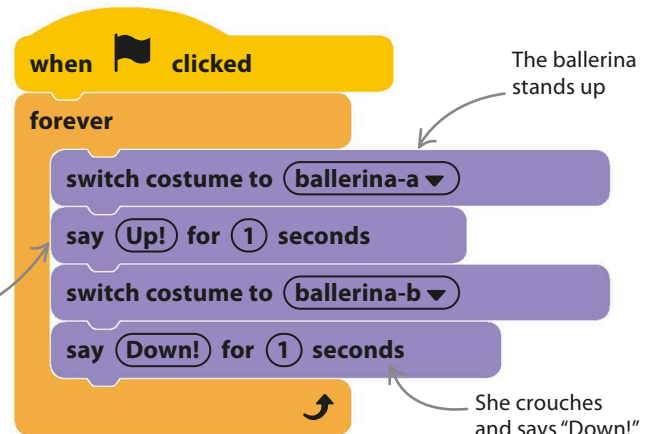 when clicked
The ballerina
stands up
forever
switch costume to ballerina-a
say Up! for 1 seconds
switch costume to ballerina-b
say Down! for 1 seconds
She crouches
and says “Down!”